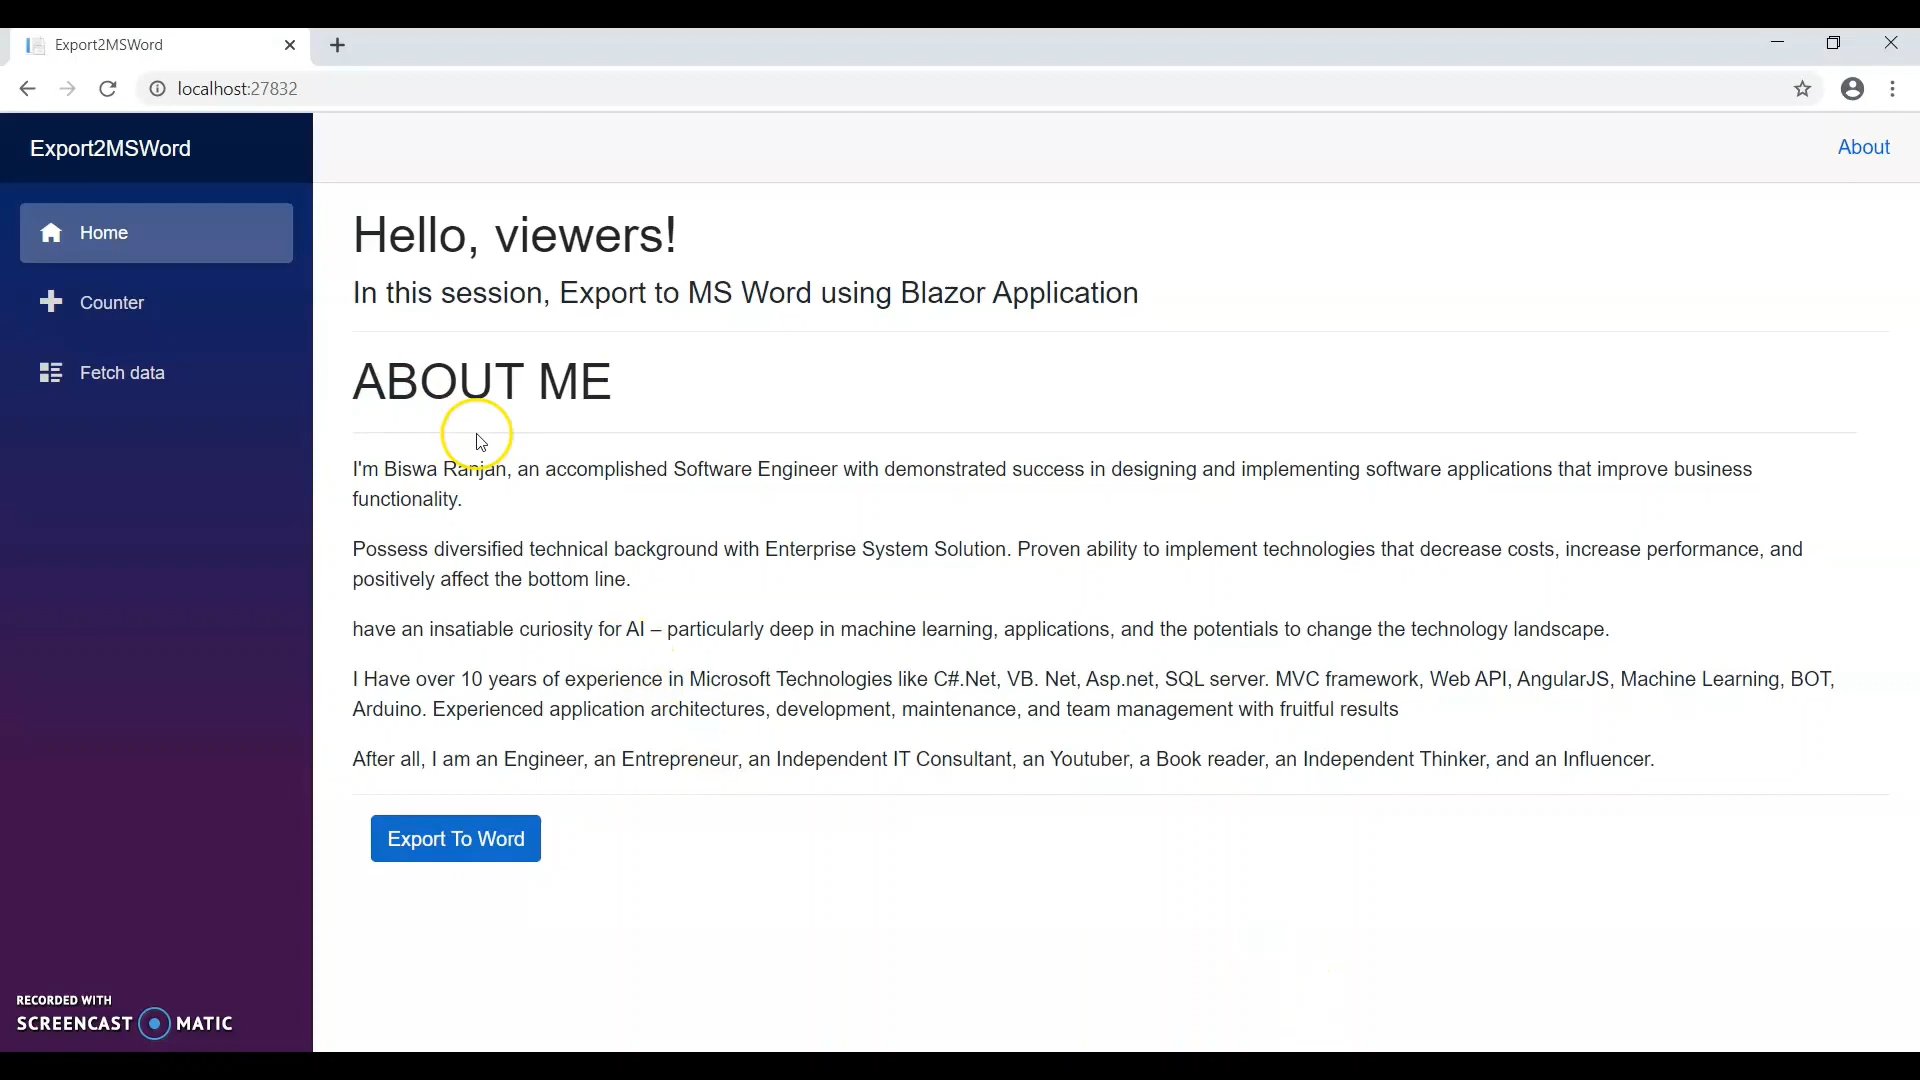 Export2MSWord
localhost:27832
Export2MSWord
About
Home
Counter
Fetch data
Hello, viewers!
In this session, Export to MS Word using Blazor Application
ABOUT ME
I'm Biswa Ranjan, an accomplished Software Engineer with demonstrated success in designing and implementing software applications that improve business
functionality.
Possess diversified technical background with Enterprise System Solution. Proven ability to implement technologies that decrease costs, increase performance, and
positively affect the bottom line.
have an insatiable curiosity for AI – particularly deep in machine learning, applications, and the potentials to change the technology landscape.
I Have over 10 years of experience in Microsoft Technologies like C#.Net, VB. Net, Asp.net, SQL server. MVC framework, Web API, AngularJS, Machine Learning, BOT,
Arduino. Experienced application architectures, development, maintenance, and team management with fruitful results
After all, I am an Engineer, an Entrepreneur, an Independent IT Consultant, an Youtuber, a Book reader, an Independent Thinker, and an Influencer.
Export To Word
RECORDED WITH
SCREENCAST MATIC